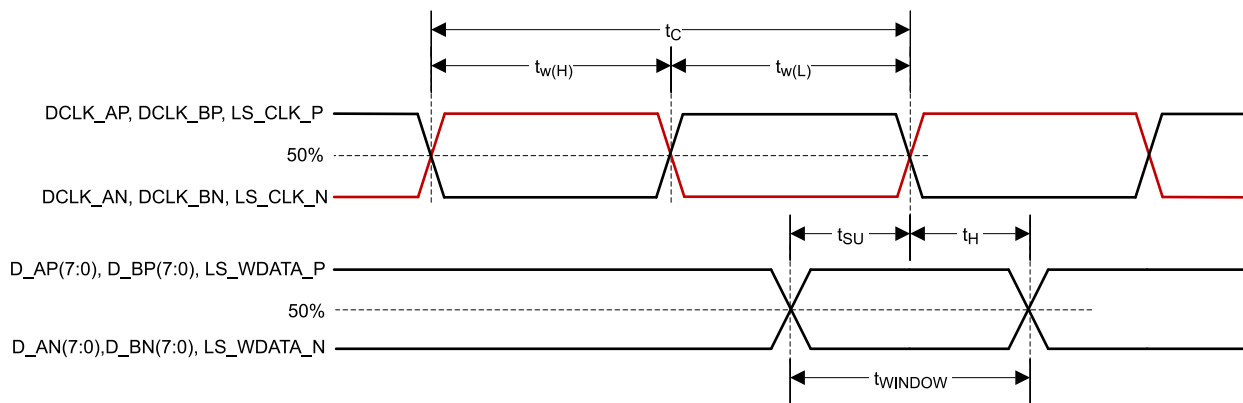 tC
tw(H)
tw(L)
DCLK_AP, DCLK_BP, LS_CLK_P
50%
DCLK_AN, DCLK_BN, LS_CLK_N
tSU
tH
D_AP(7:0), D_BP(7:0), LS_WDATA_P
50%
D_AN(7:0),D_BN(7:0), LS_WDATA_N
tWINDOW